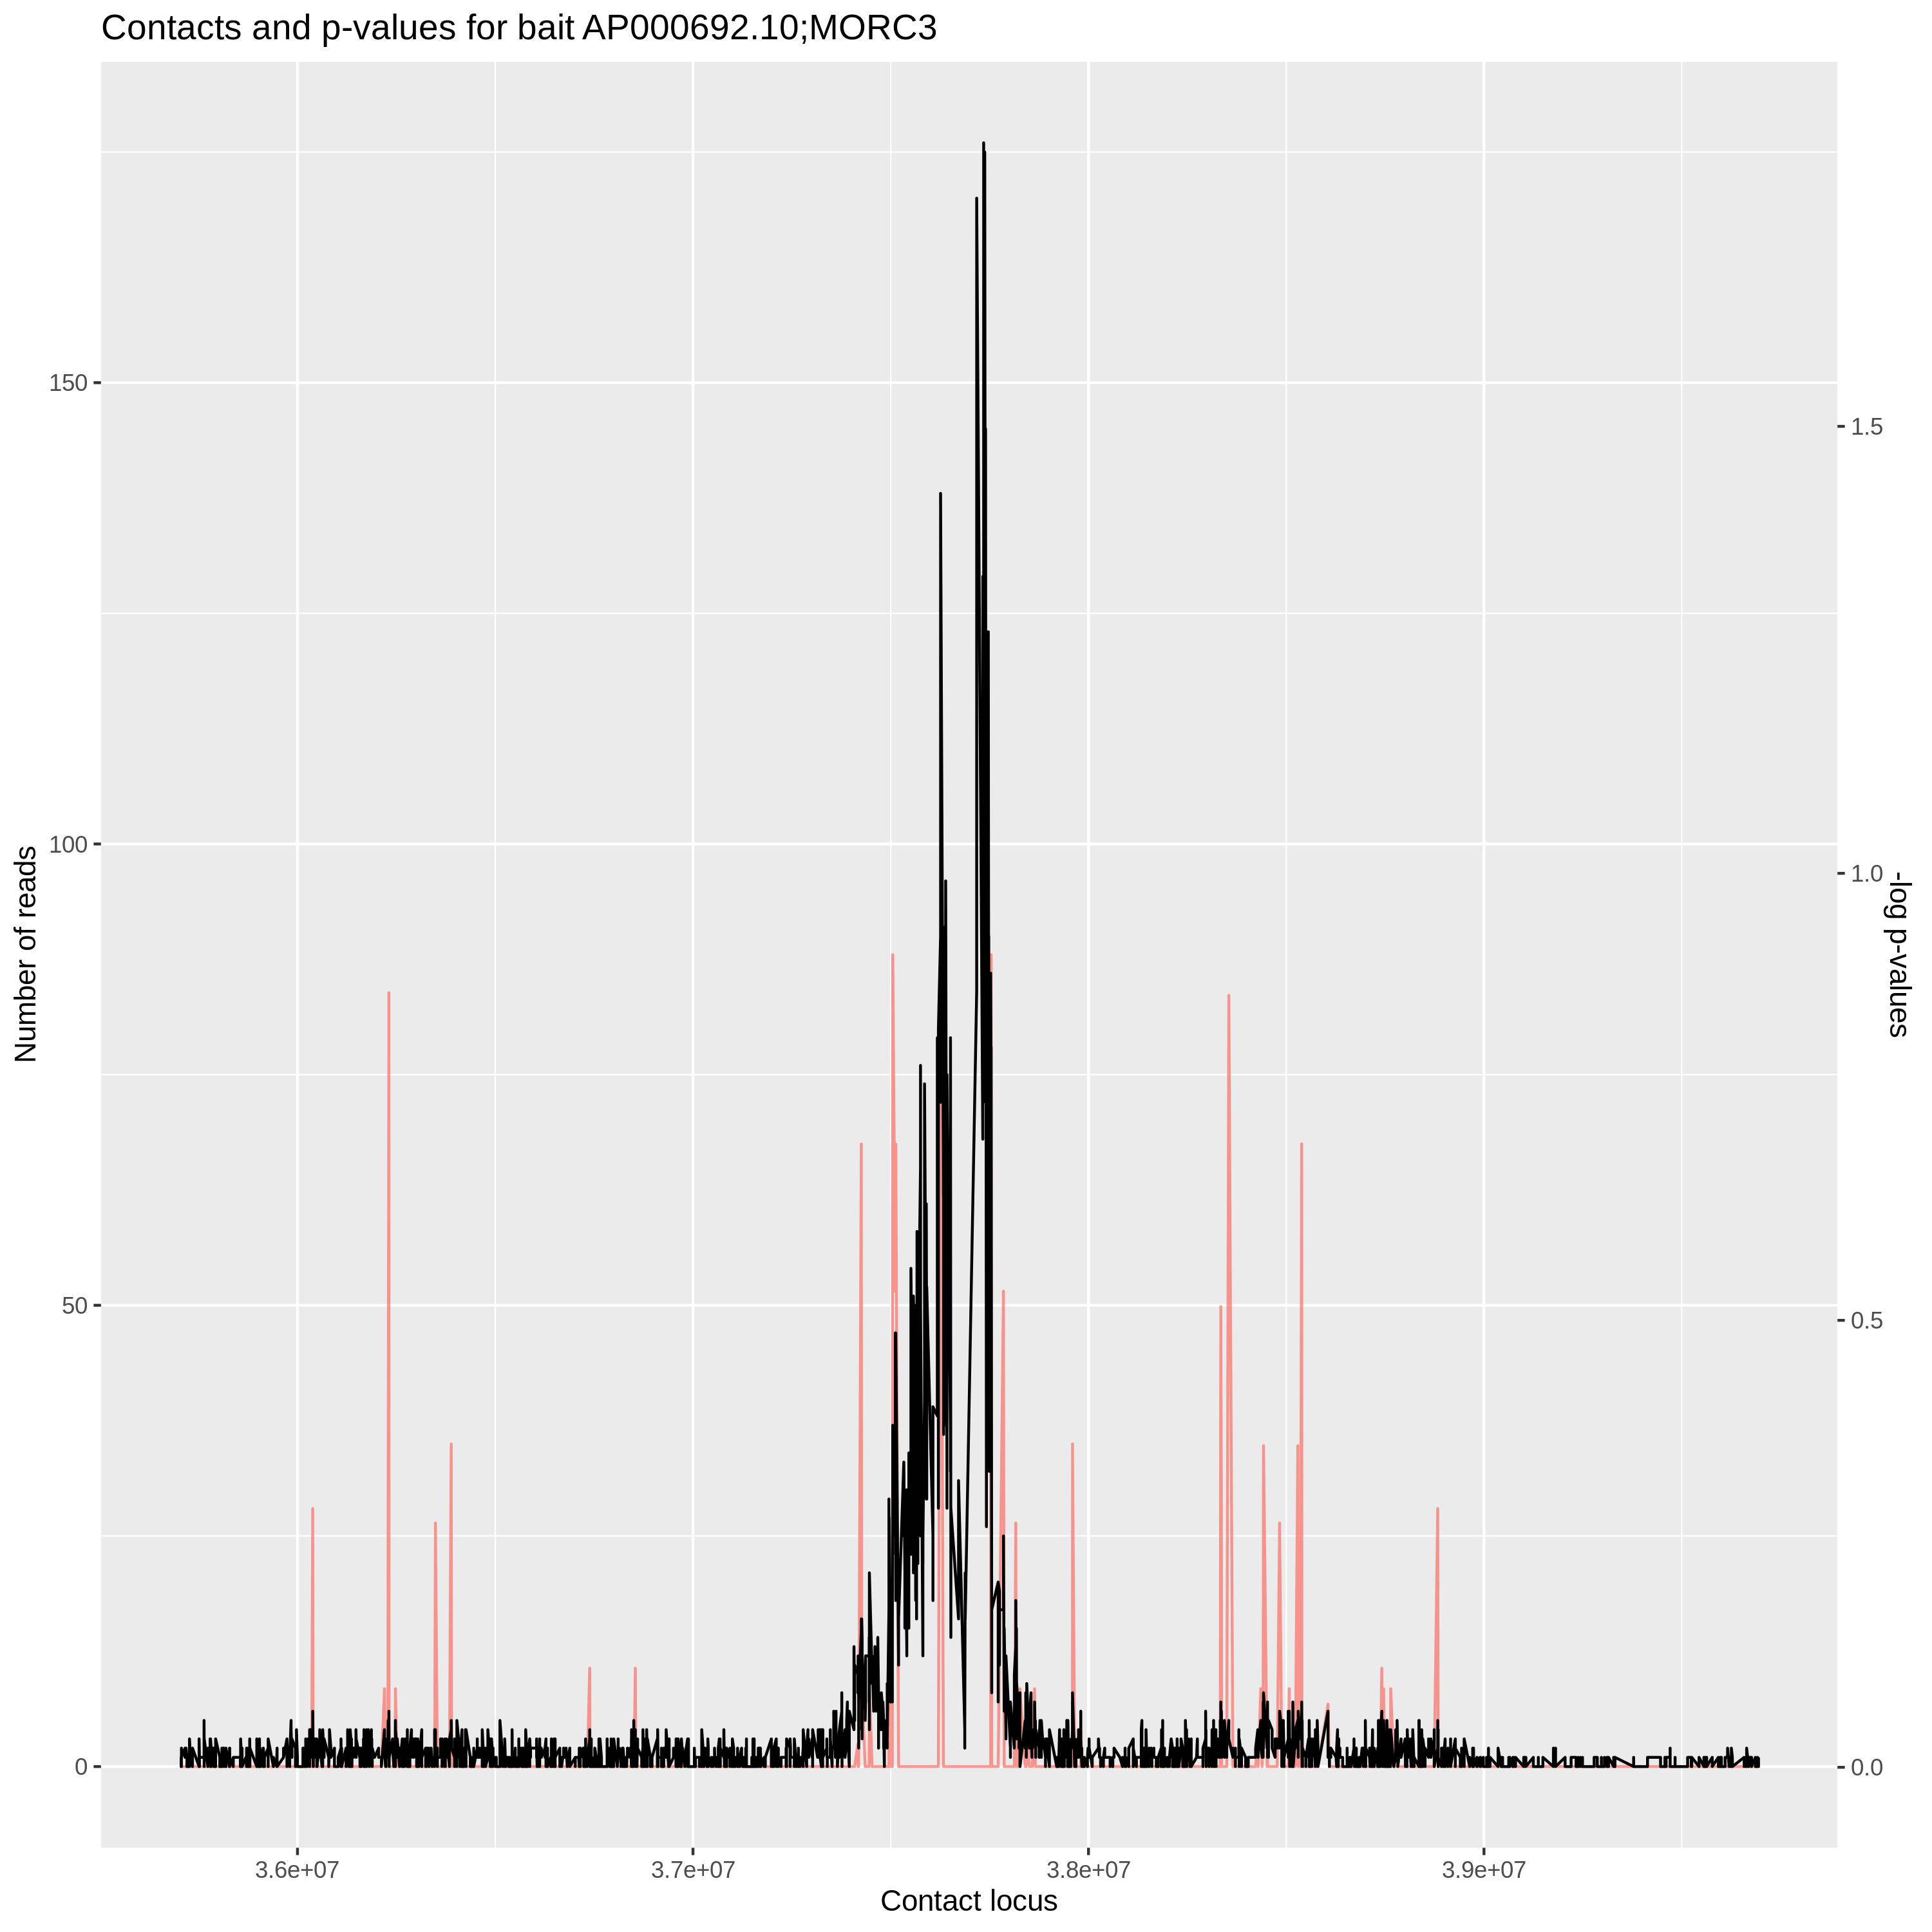 Contacts and p-values for bait AP000692.10;MORC3
150
100
50
0
Number of reads
1.5
1.0
0.5
0.0
-log p-values
3.6e+07
3.7e+07
3.8e+07
3.9e+07
Contact locus